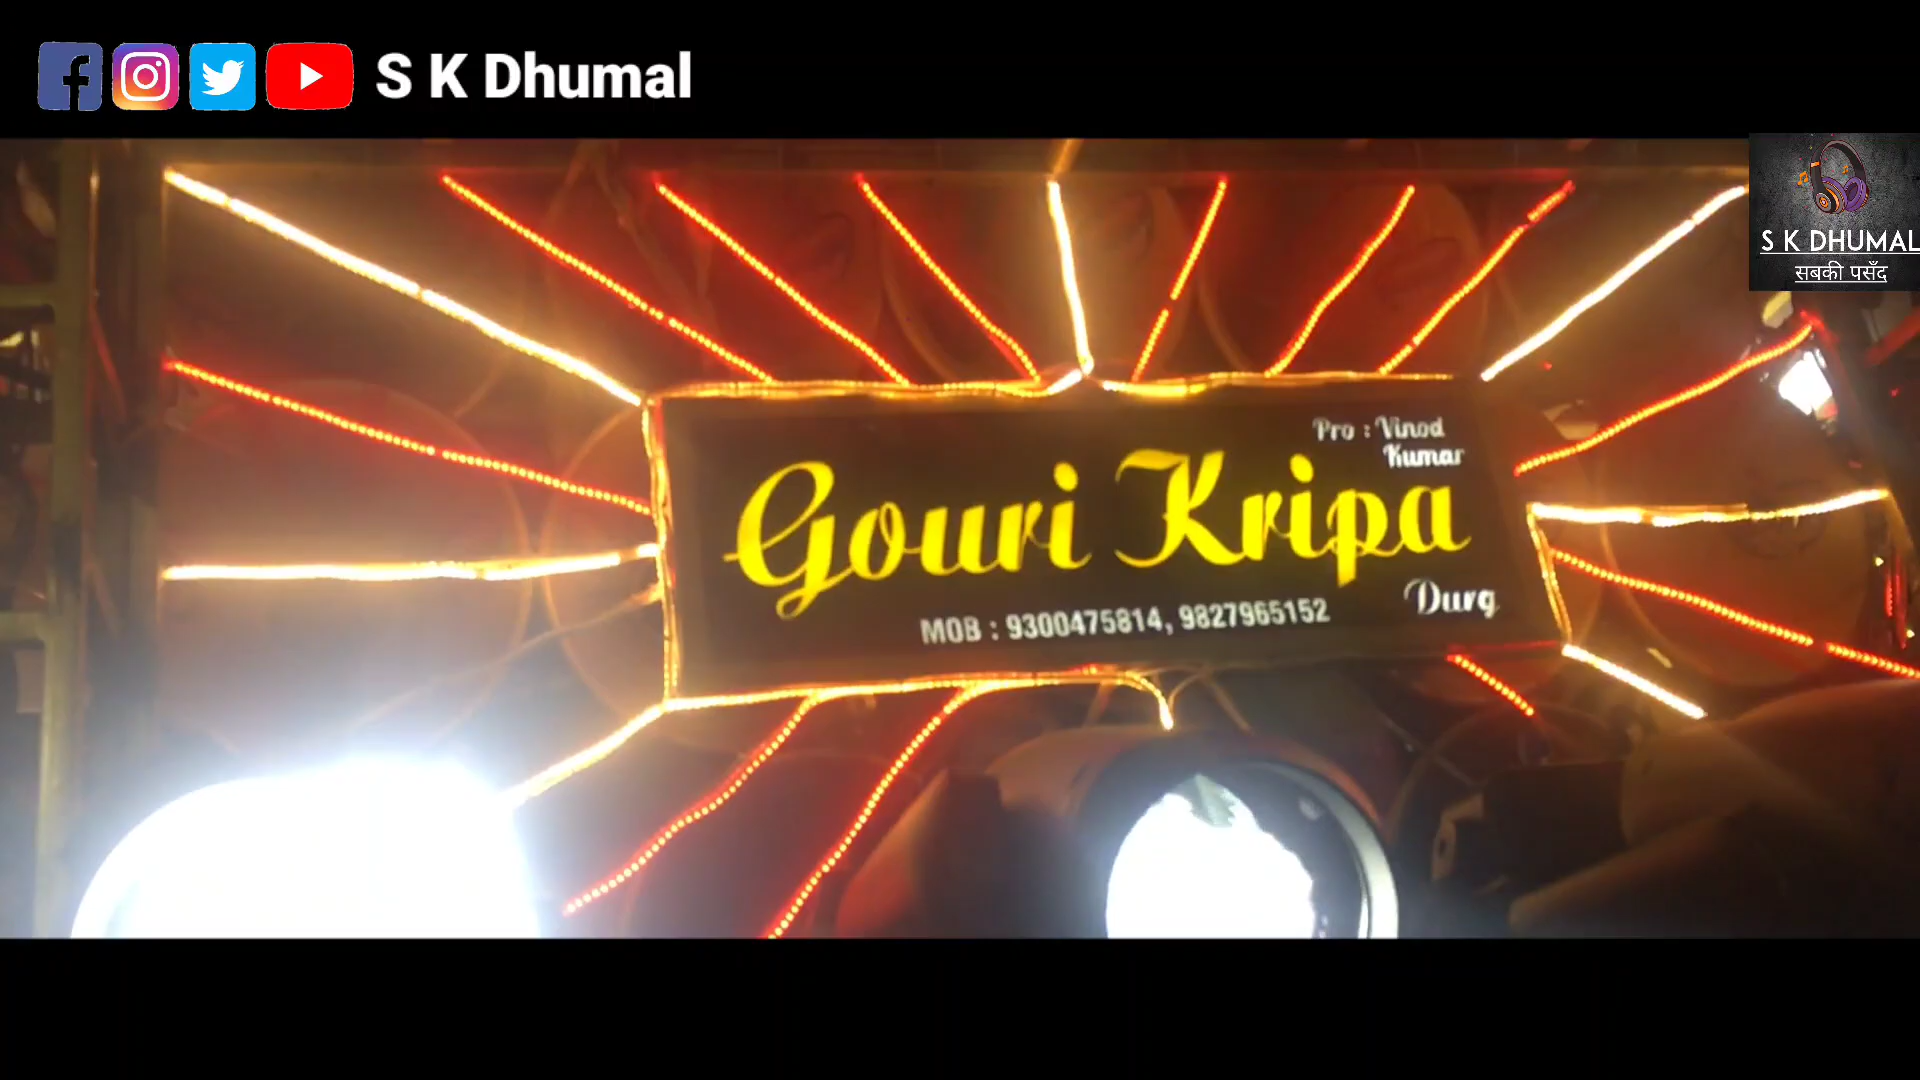 S K Dhumal
S K DHUMAL
सबकी पसँद
Pro : Vinod
Kumar
Gouri Kripa
Durg
MOB : 9300475814, 9827965152